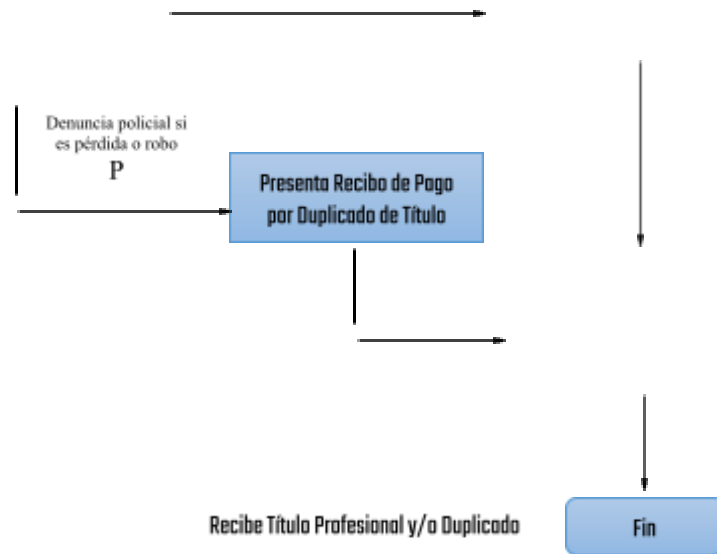 Denuncia policial si
es pérdida o robo
P
Presenta Recibo de Pago
por Duplicado de Título
Recibe Título Profesional y/o Duplicado
Fin